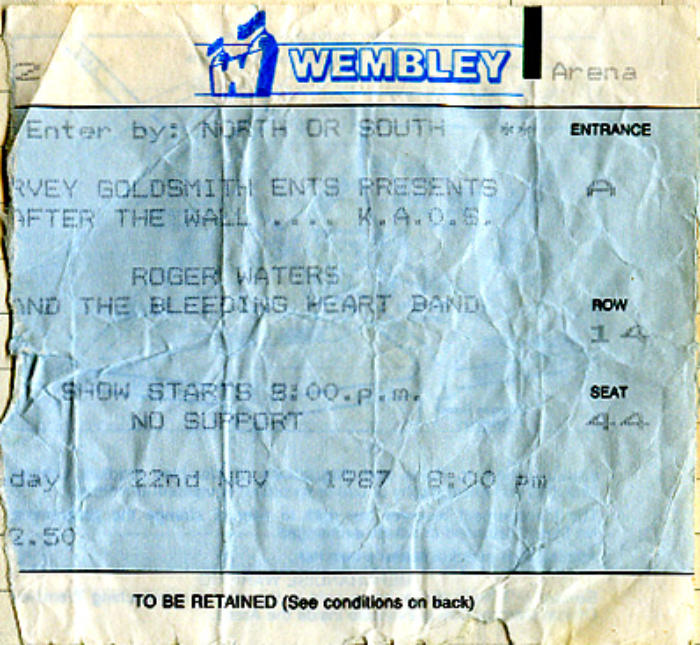 WEMBLEY Arena
Enter by: NORTH OR SOUTH ** ENTRANCE
RVEY GOLDSMITH ENTS PRESENTS A
AFTER THE WALL .... K.A.O.S.
ROGER WATERS
AND THE BLEEDING HEART BAND ROW
14
SHOW STARTS 8:00.p.m. SEAT
NO SUPPORT 44
day 22nd NOV 1987 8:00 pm
2.50
TO BE RETAINED (See conditions on back)